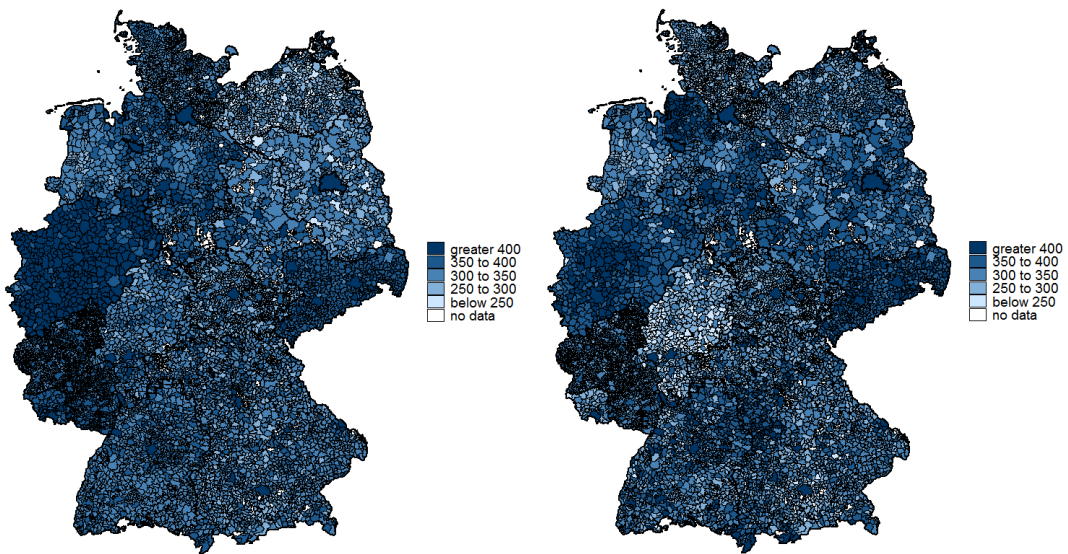 greater 400
350 to 400
300 to 350
250 to 300
below 250
no data
greater 400
350 to 400
300 to 350
250 to 300
below 250
no data